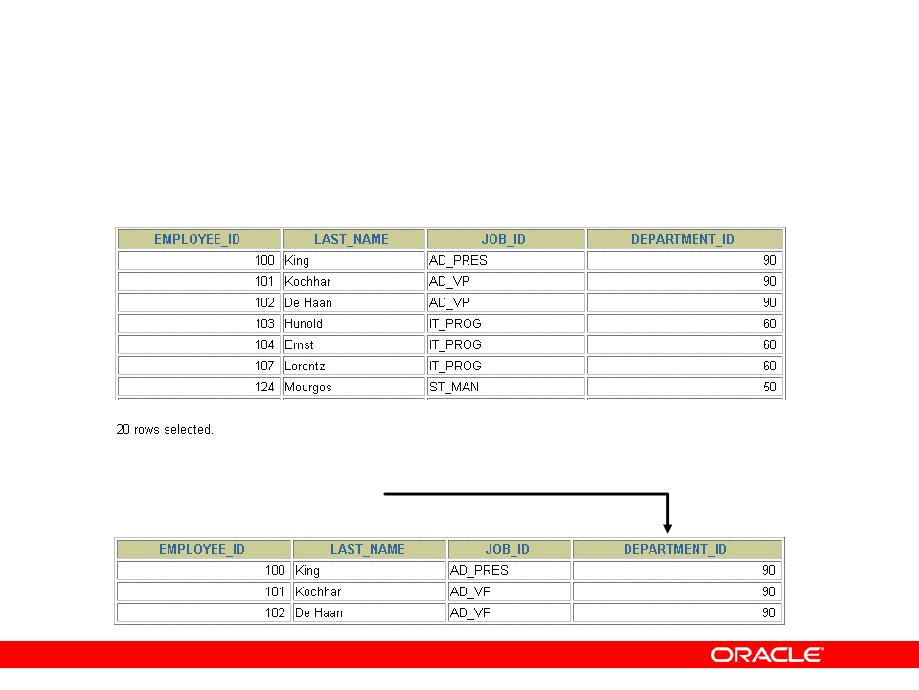 EMPLOYEE_ID LAST_NAME JOB_ID DEPARTMENT_ID
100 King AD_PRES 90
101 Kochhar AD_VP 90
102 De Haan AD_VP 90
103 Hunold IT_PROG 60
104 Ernst IT_PROG 60
107 Lorentz IT_PROG 60
124 Mourgos ST_MAN 50
20 rows selected.
EMPLOYEE_ID LAST_NAME JOB_ID DEPARTMENT_ID
100 King AD_PRES 90
101 Kochhar AD_VP 90
102 De Haan AD_VP 90
ORACLE